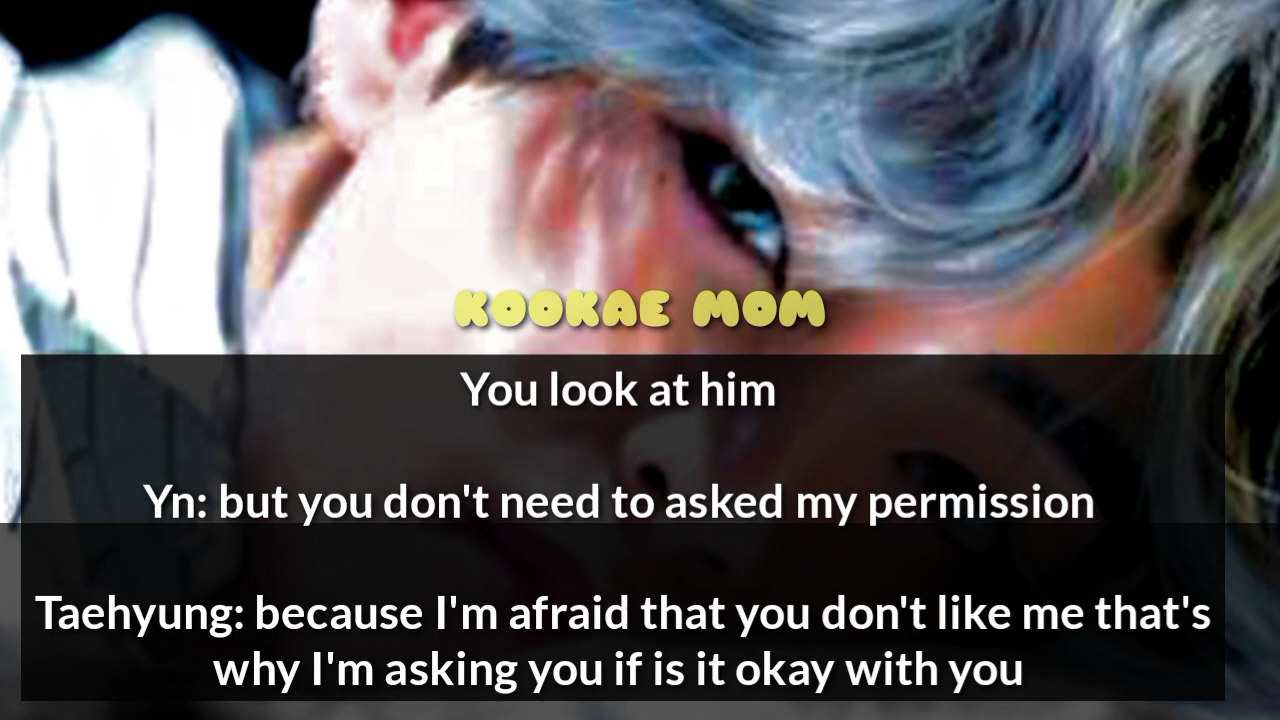 KOOKAE MOM
You look at him
Yn: but you don't need to asked my permission
Taehyung: because I'm afraid that you don't like me that's
why I'm asking you if is it okay with you